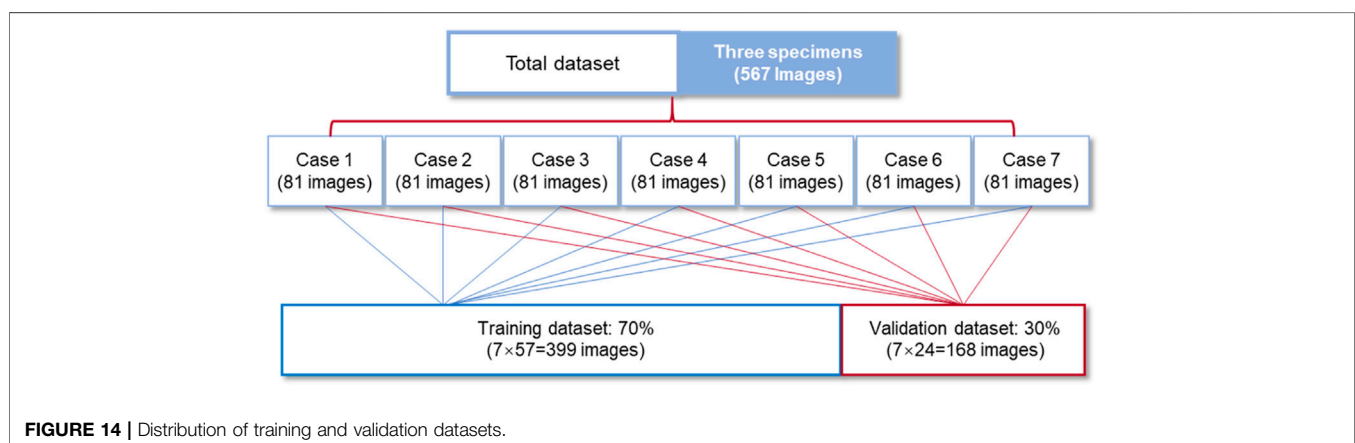 Total dataset
Three specimens
(567 Images)
Case 1
(81 images)
Case 2
(81 images)
Case 3
(81 images)
Case 4
(81 images)
Case 5
(81 images)
Case 6
(81 images)
Case 7
(81 images)
Training dataset: 70%
(7×57=399 images)
Validation dataset: 30%
(7×24=168 images)
FIGURE 14 | Distribution of training and validation datasets.